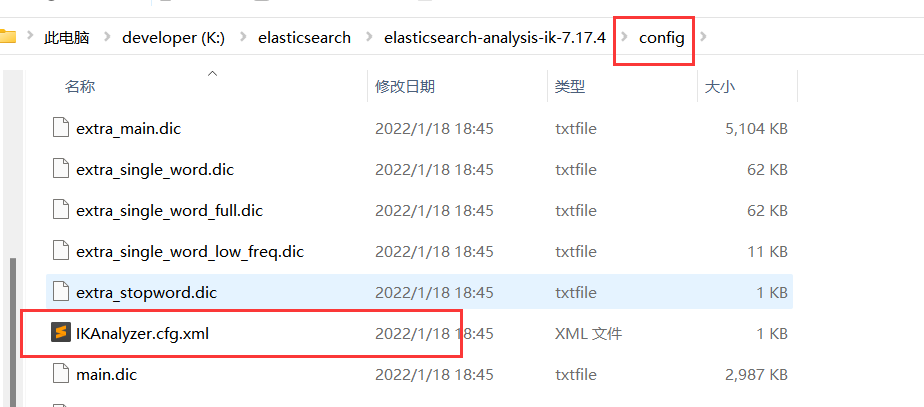 此电脑 developer (K:) elasticsearch elasticsearch-analysis-ik-7.17.4 config
名称 修改日期 类型 大小
extra_main.dic 2022/1/18 18:45 txtfile 5,104 KB
extra_single_word.dic 2022/1/18 18:45 txtfile 62 KB
extra_single_word_full.dic 2022/1/18 18:45 txtfile 62 KB
extra_single_word_low_freq.dic 2022/1/18 18:45 txtfile 11 KB
extra_stopword.dic 2022/1/18 18:45 txtfile 1 KB
IKAnalyzer.cfg.xml 2022/1/18 18:45 XML 文件 1 KB
main.dic 2022/1/18 18:45 txtfile 2,987 KB